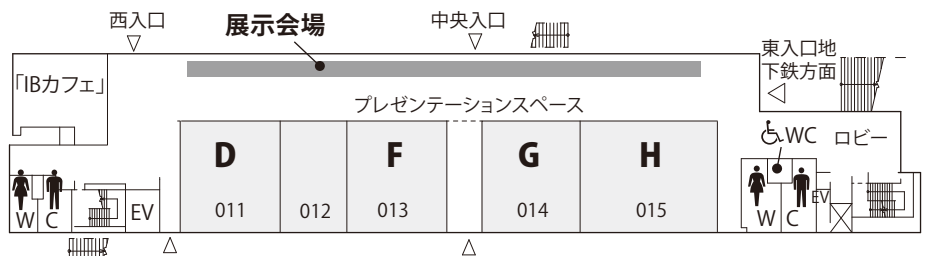 西入口
展示会場
中央入口
東入口地
下鉄方面
「IBカフェ」
プレゼンテーションスペース
WC
ロビー
D
F
G
H
011
012
013
014
015
W C
EV
W C
EV